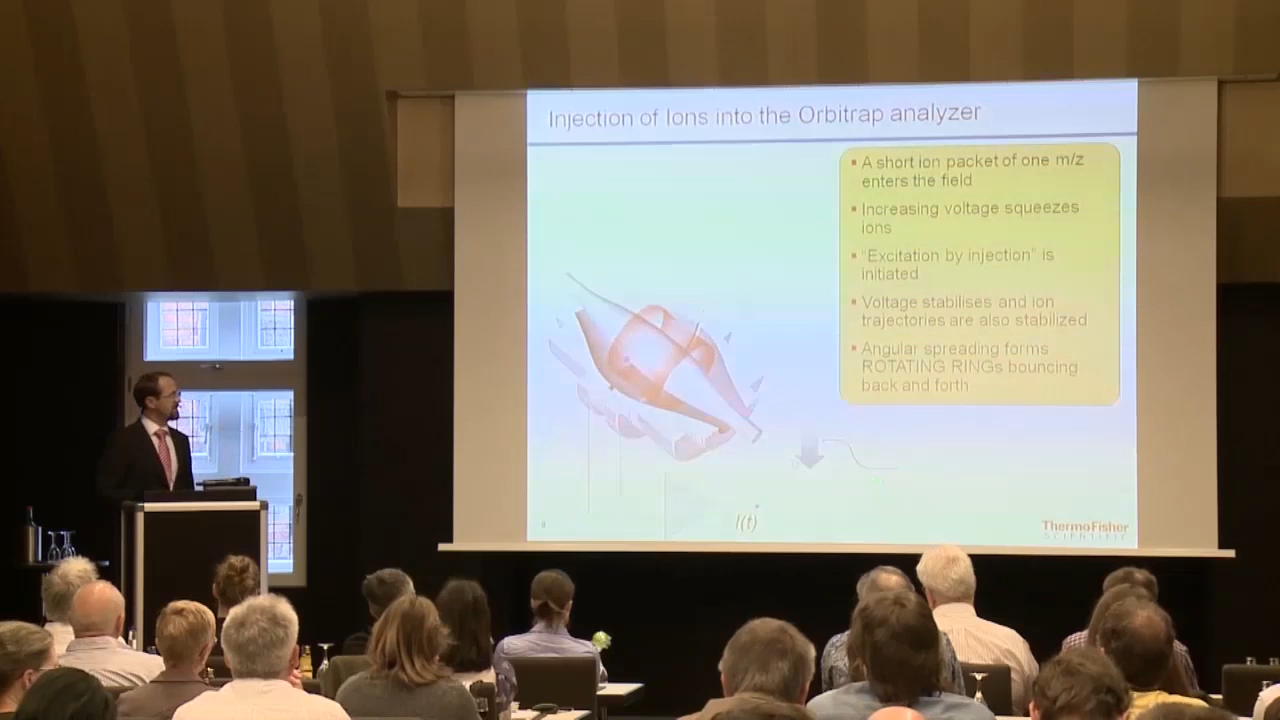 Injection of Ions into the Orbitrap analyzer
A short ion packet of one m/z
enters the field
Increasing voltage squeezes
ions
"Excitation by injection" is
initiated
Voltage stabilises and ion
trajectories are also stabilized
Angular spreading forms
ROTATING RINGs bouncing
back and forth
I(t)
ThermoFisher
SCIENTIFIC